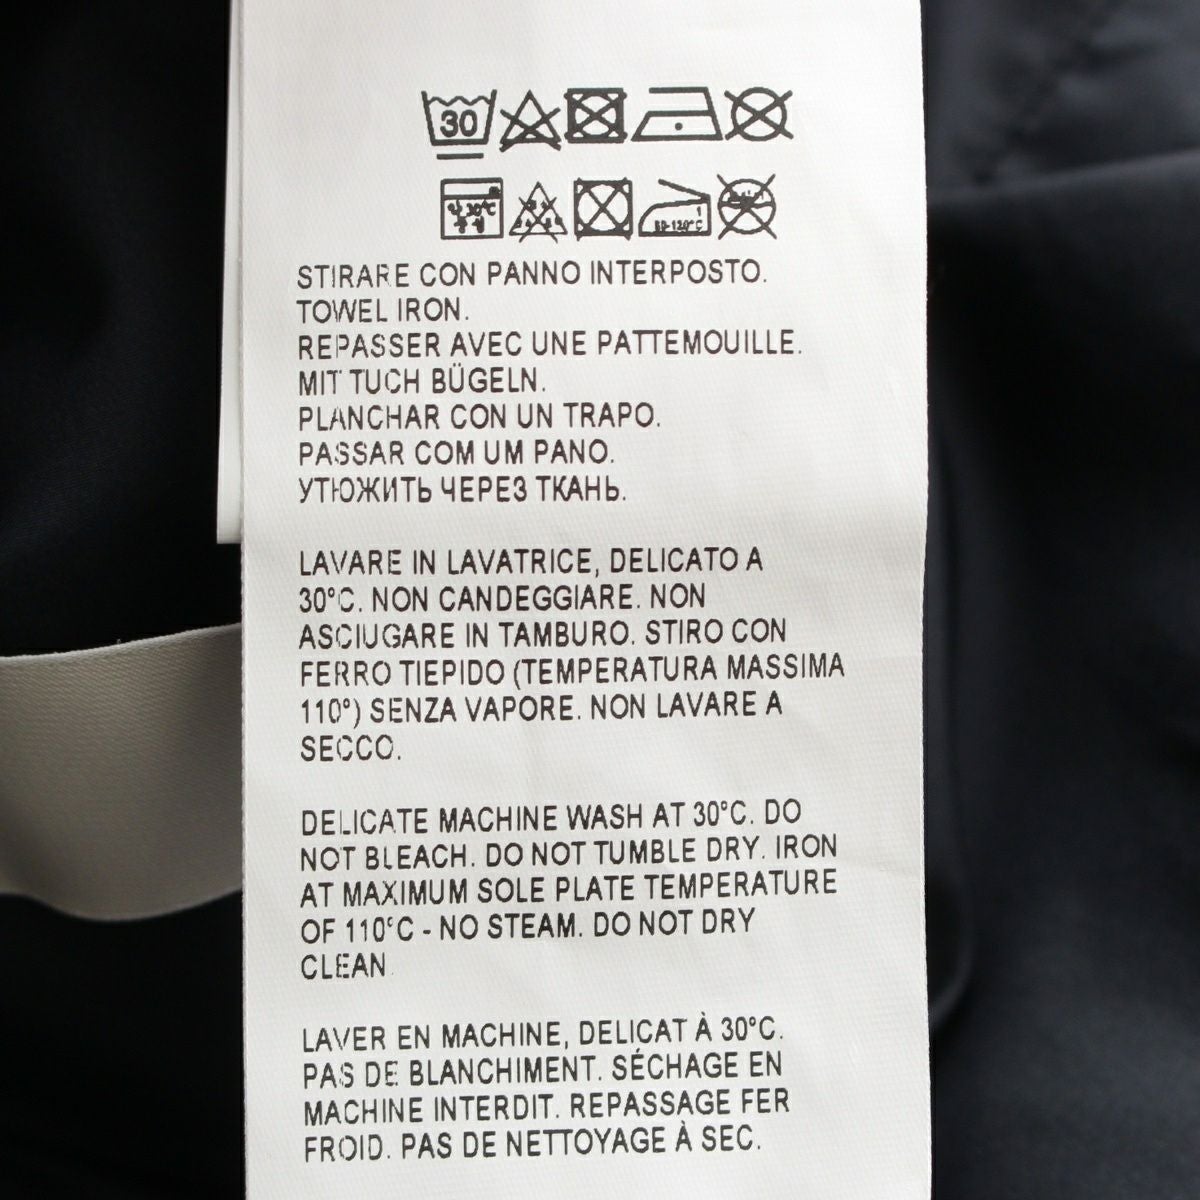 30
30℃
80-120℃
STIRARE CON PANNO INTERPOSTO.
TOWEL IRON.
REPASSER AVEC UNE PATTEMOUILLE.
MIT TUCH BÜGELN.
PLANCHAR CON UN TRAPO.
PASSAR COM UM PANO.
УТЮЖИТЬ ЧЕРЕЗ ТКАНЬ.
LAVARE IN LAVATRICE, DELICATO A
30°C. NON CANDEGGIARE. NON
ASCIUGARE IN TAMBURO. STIRO CON
FERRO TIEPIDO (TEMPERATURA MASSIMA
110°) SENZA VAPORE. NON LAVARE A
SECCO.
DELICATE MACHINE WASH AT 30°C. DO
NOT BLEACH. DO NOT TUMBLE DRY. IRON
AT MAXIMUM SOLE PLATE TEMPERATURE
OF 110°C - NO STEAM. DO NOT DRY
CLEAN
LAVER EN MACHINE, DELICAT À 30°C.
PAS DE BLANCHIMENT. SÉCHAGE EN
MACHINE INTERDIT. REPASSAGE FER
FROID. PAS DE NETTOYAGE À SEC.